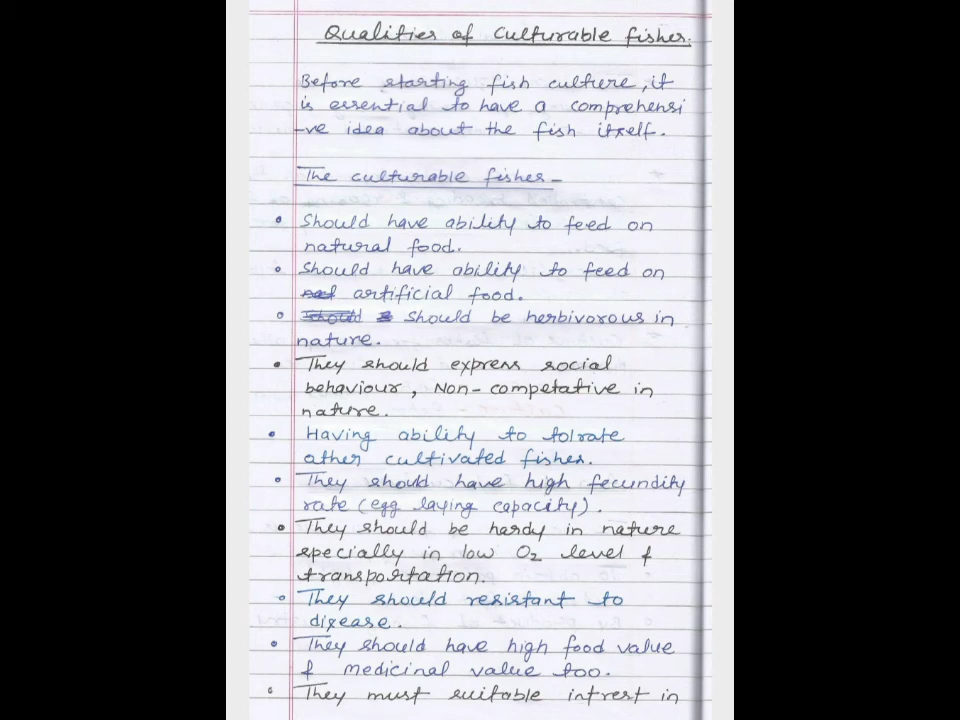 Qualities of Culturable fishes.
Before starting fish culture, it
is essential to have a comprehensi
-ve idea about the fish itself.
The culturable fishes -
• Should have ability to feed on
natural food.
• Should have ability to feed on
artificial food.
• Should be herbivorous in
nature.
• They should express social
behaviour, Non-competative in
nature.
• Having ability to tolrate
other cultivated fishes.
• They should have high fecundity
rate (egg laying capacity).
• They should be hardy in nature
specially in low O₂ level &
transportation.
• They should resistant to
disease.
• They should have high food value
& medicinal value too.
• They must suitable intrest in